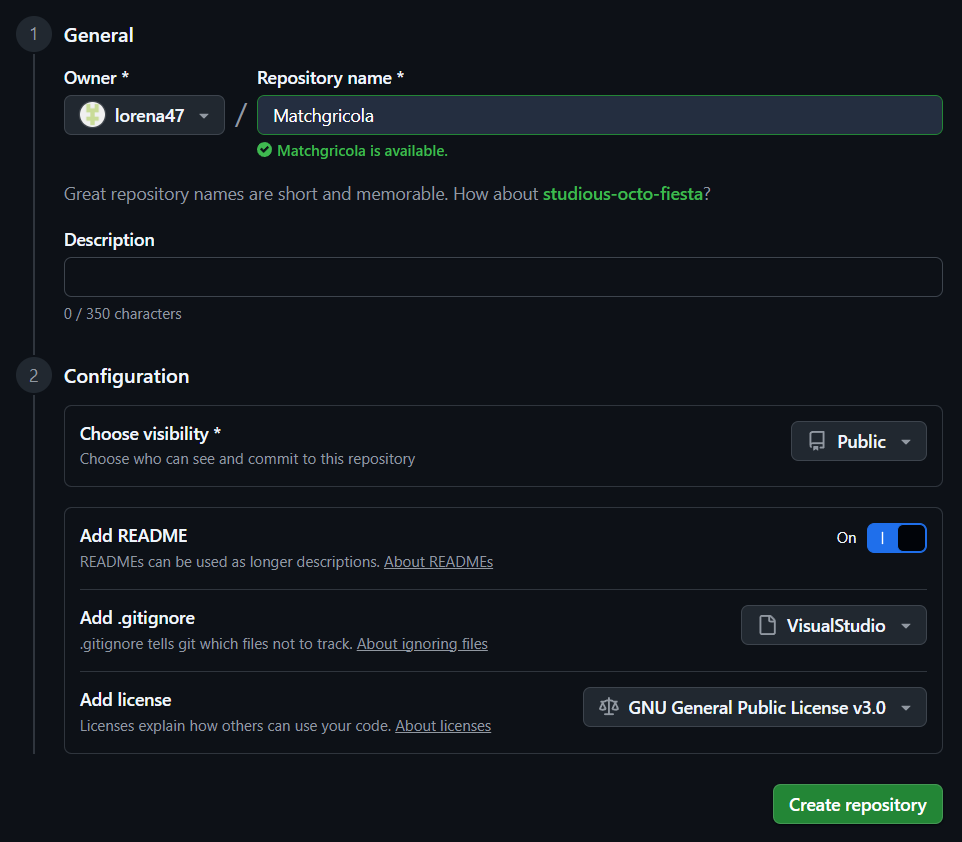 1 General
Owner * Repository name *
lorena47 / Matchgricola
Matchgricola is available.
Great repository names are short and memorable. How about studious-octo-fiesta?
Description
0 / 350 characters
2 Configuration
Choose visibility *
Choose who can see and commit to this repository
Public
Add README
READMEs can be used as longer descriptions. About READMEs
On
Add .gitignore
.gitignore tells git which files not to track. About ignoring files
VisualStudio
Add license
Licenses explain how others can use your code. About licenses
GNU General Public License v3.0
Create repository